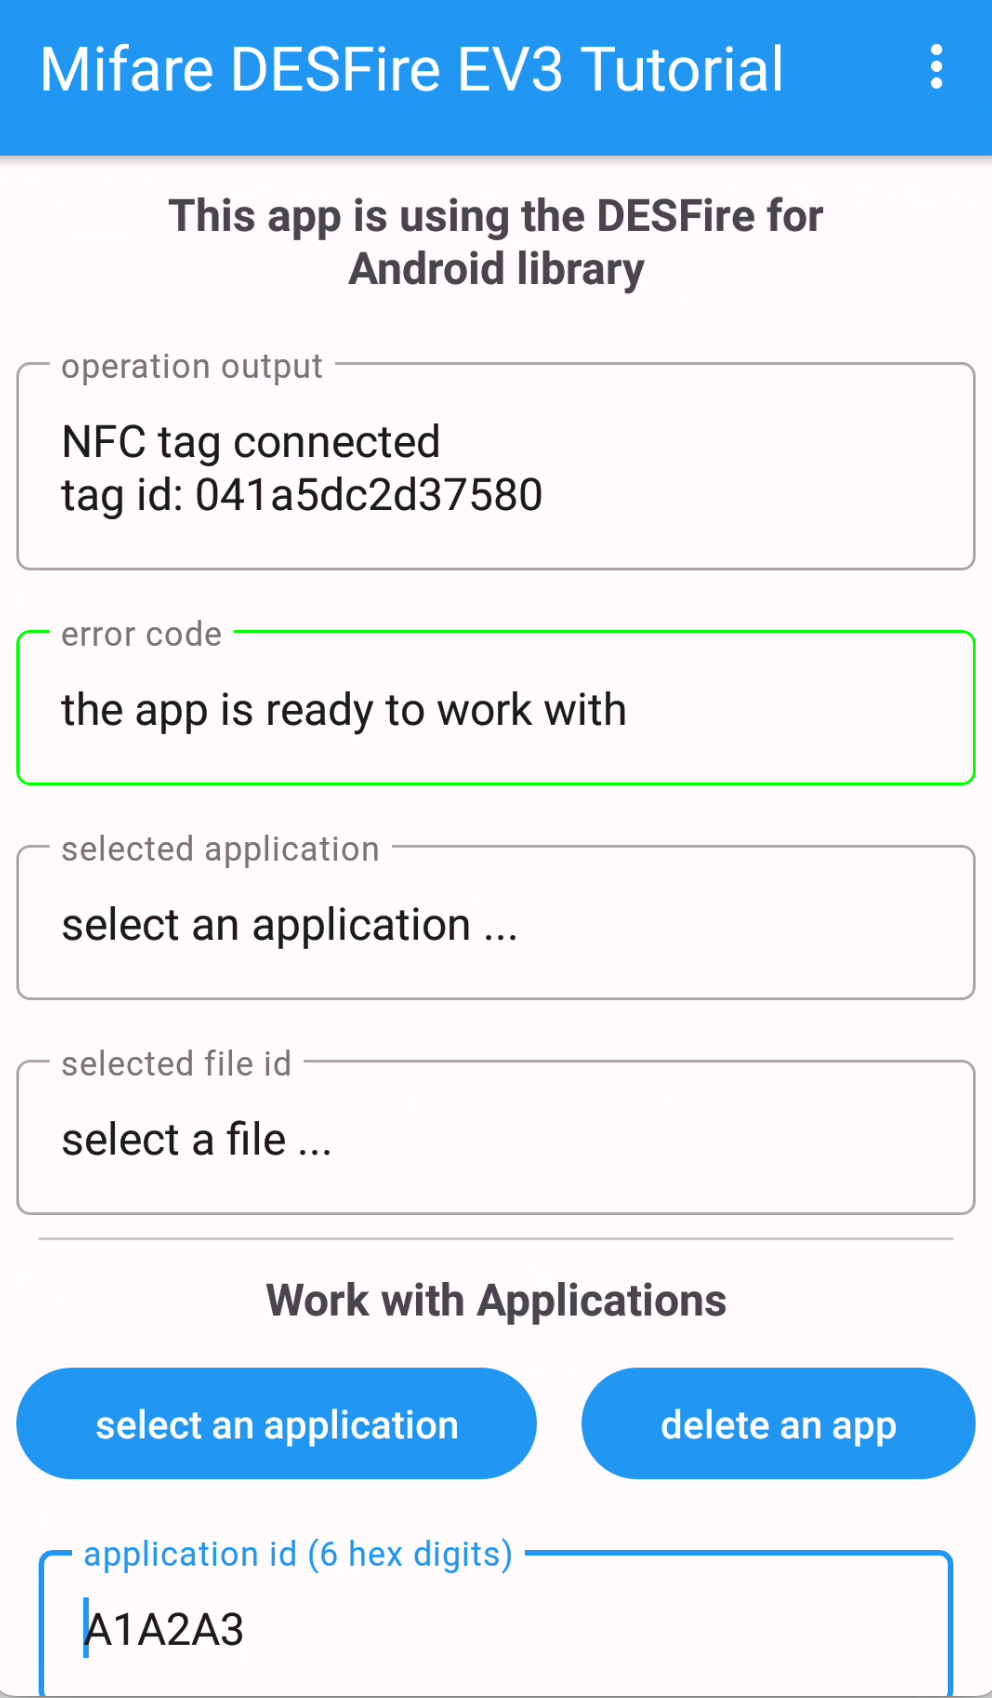 Mifare DESFire EV3 Tutorial
This app is using the DESFire for
Android library
operation output
NFC tag connected
tag id: 041a5dc2d37580
error code
the app is ready to work with
selected application
select an application ...
selected file id
select a file ...
Work with Applications
select an application
delete an app
application id (6 hex digits)
A1A2A3